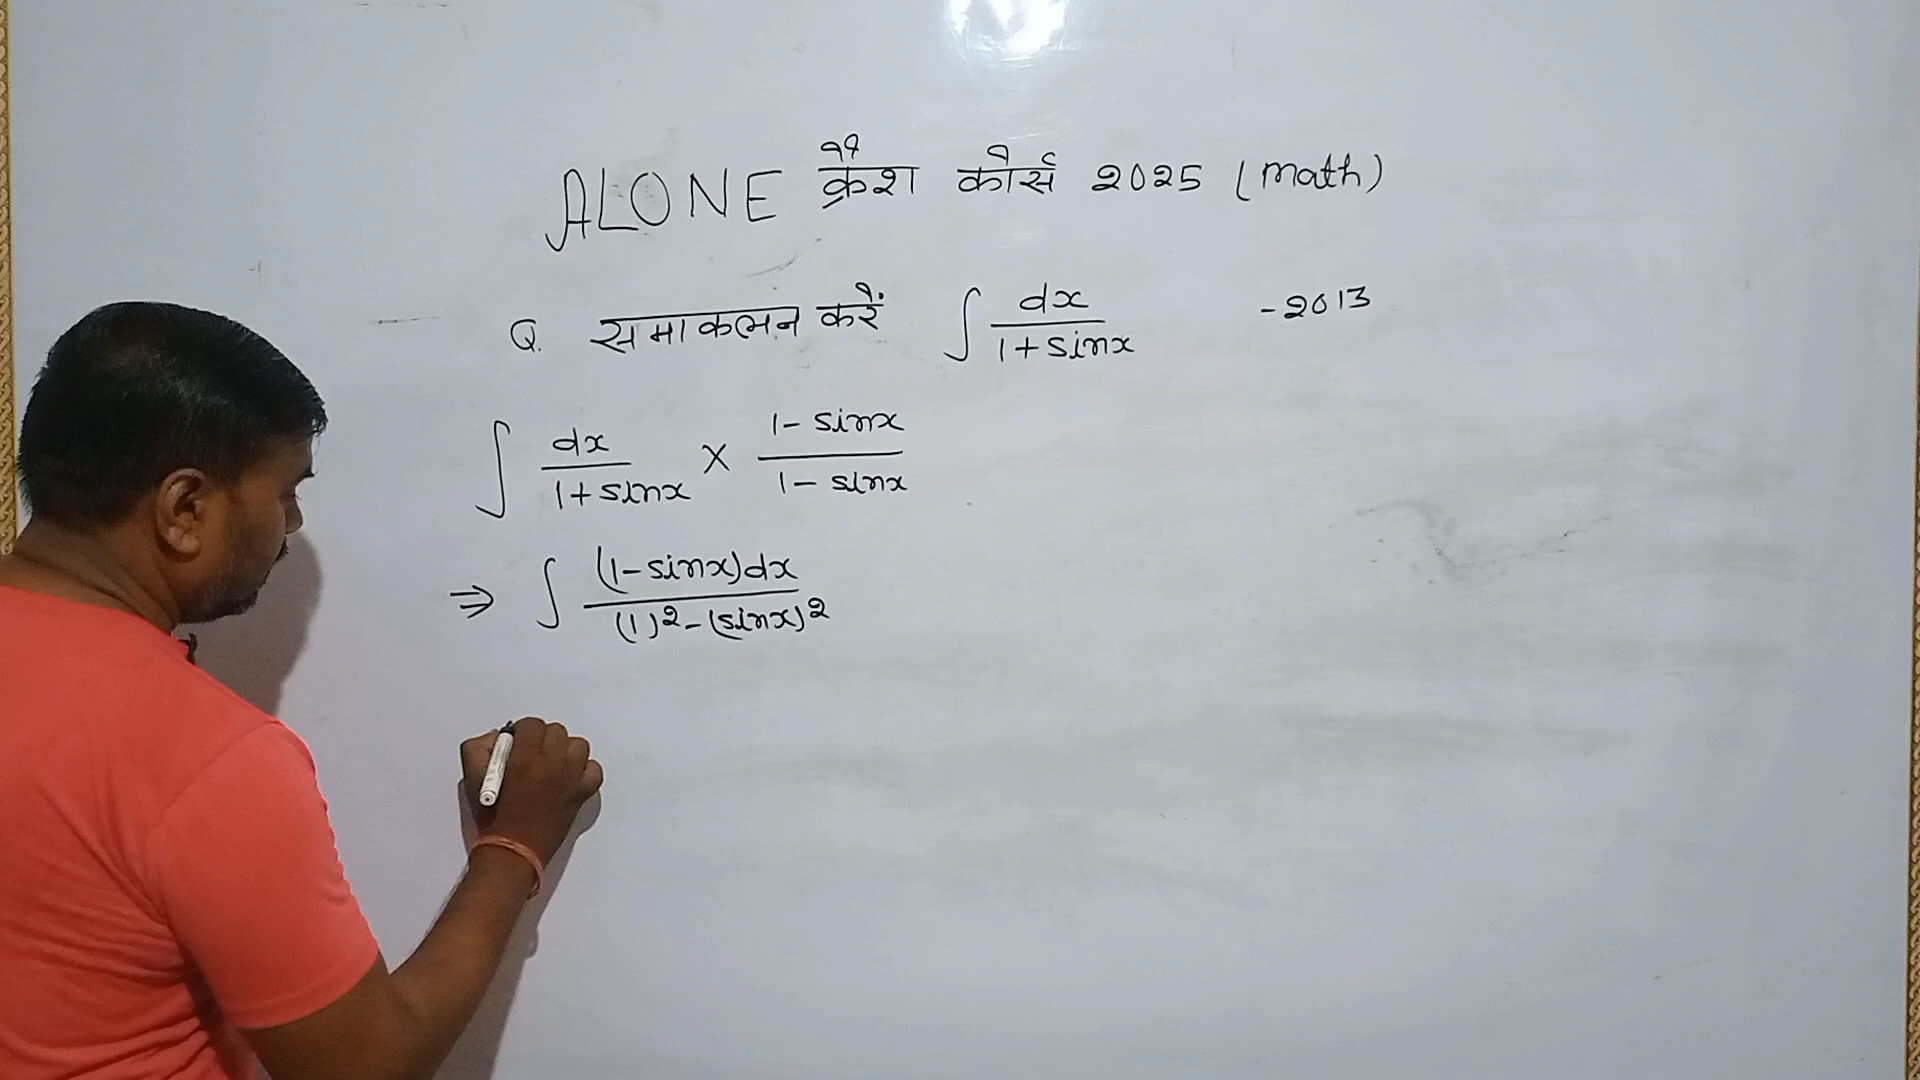 ALONE क्रैश कोर्स 2025 (math)
Q. समाकलन करें ∫ dx / 1+sinx -2013
∫ dx / 1+sinx × 1-sinx / 1-sinx
⇒ ∫ (1-sinx)dx / (1)²-(sinx)²